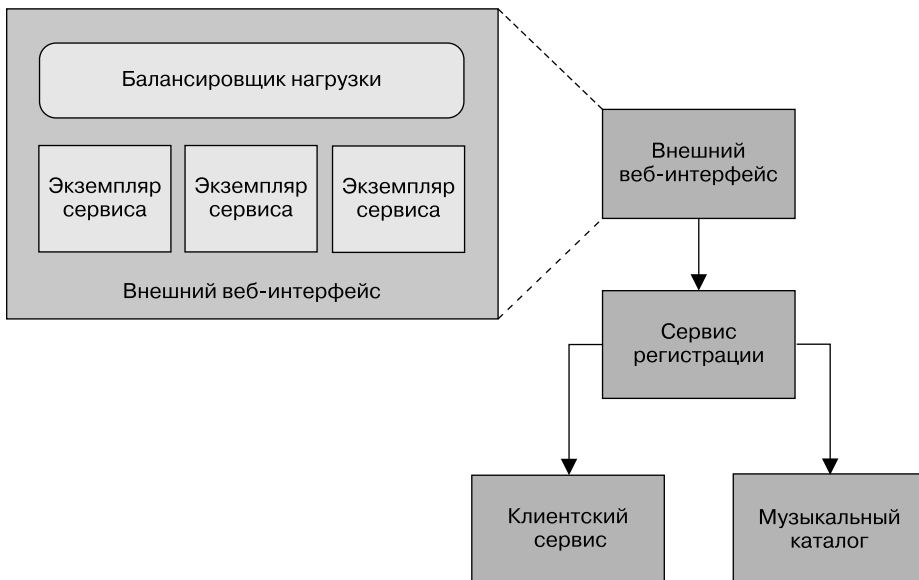 Балансировщик нагрузки
Экземпляр
сервиса
Экземпляр
сервиса
Экземпляр
сервиса
Внешний веб-интерфейс
Внешний
веб-интерфейс
Сервис
регистрации
Клиентский
сервис
Музыкальный
каталог